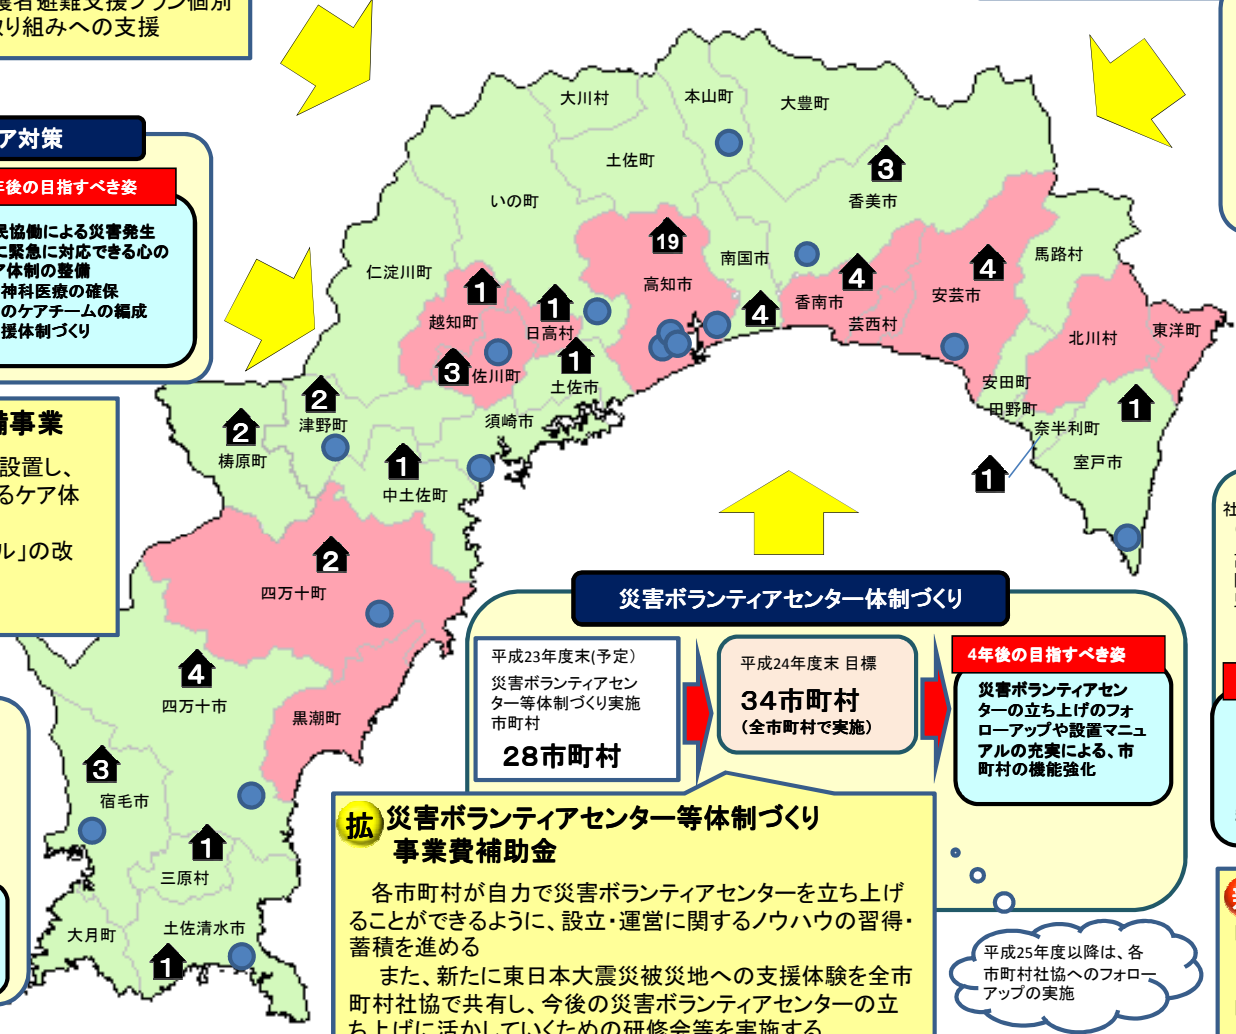 護者避難支援プラン個別
取り組みへの支援
ア対策
年後の目指すべき姿
民協働による災害発生
に緊急に対応できる心の
ア体制の整備
神科医療の確保
のケアチームの編成
援体制づくり
備事業
設置し、
るケア体
ル」の改
大川村
本山町
大豊町
土佐町
3
いの町
香美市
19
南国市
馬路村
仁淀川町
高知市
4
4
1
香南市
安芸市
越知町
1
日高村
4
芸西村
北川村
東洋町
3
佐川町
1
土佐市
安田町
2
田野町
1
津野町
須崎市
奈半利町
2
梼原町
1
中土佐町
室戸市
1
2
四万十町
4
四万十市
黒潮町
3
宿毛市
1
三原村
大月町
土佐清水市
1
災害ボランティアセンター体制づくり
平成23年度末(予定)
災害ボランティアセン
ター等体制づくり実施
市町村
28市町村
平成24年度末 目標
34市町村
(全市町村で実施)
4年後の目指すべき姿
災害ボランティアセン
ターの立ち上げのフォ
ローアップや設置マニュ
アルの充実による、市
町村の機能強化
拡
災害ボランティアセンター等体制づくり
事業費補助金
各市町村が自力で災害ボランティアセンターを立ち上げ
ることができるように、設立・運営に関するノウハウの習得・
蓄積を進める
また、新たに東日本大震災被災地への支援体験を全市
町村社協で共有し、今後の災害ボランティアセンターの立
ち上げに活かしていくための研修会等を実施する
平成25年度以降は、各
市町村社協へのフォロー
アップの実施
社